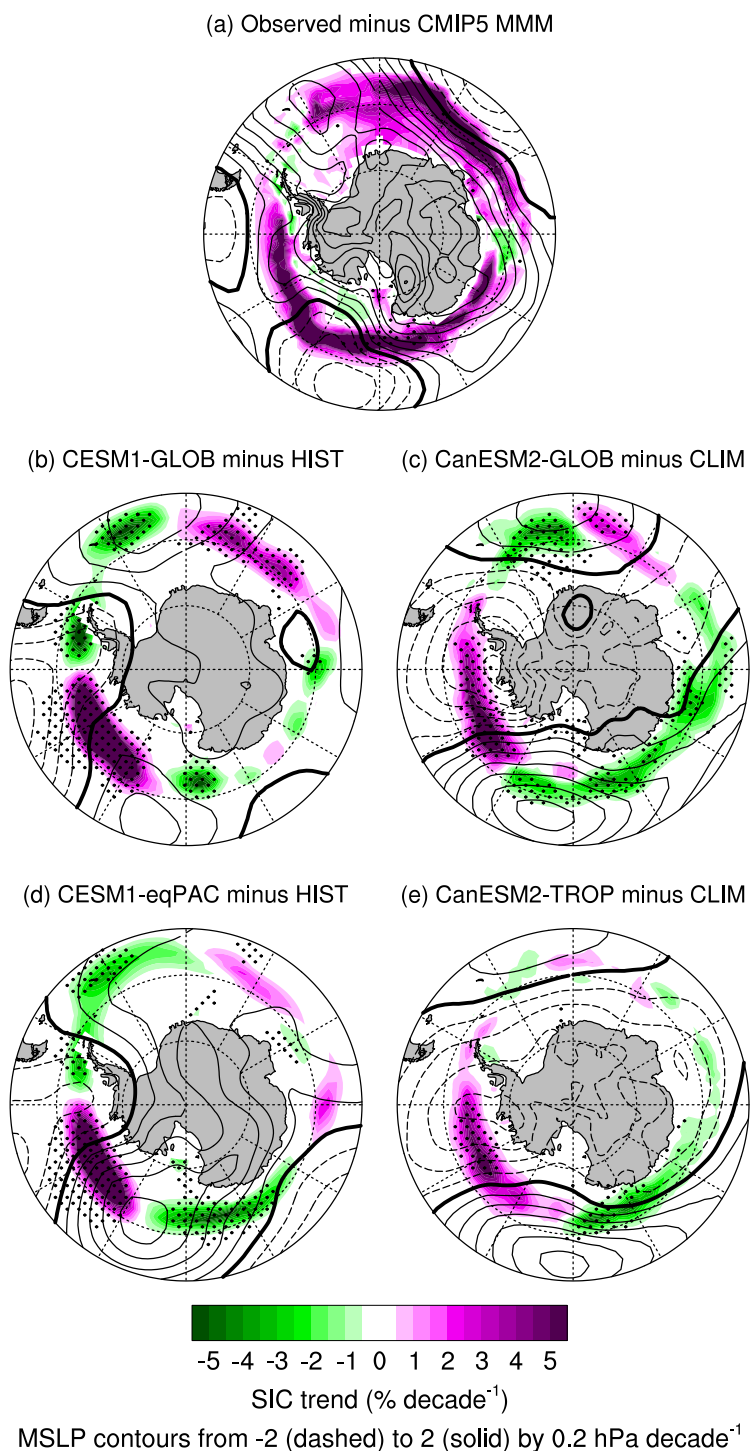 (a) Observed minus CMIP5 MMM
(b) CESM1-GLOB minus HIST
(c) CanESM2-GLOB minus CLIM
(d) CESM1-eqPAC minus HIST
(e) CanESM2-TROP minus CLIM
-5 -4 -3 -2 -1 0 1 2 3 4 5
SIC trend (% decade⁻¹)
MSLP contours from -2 (dashed) to 2 (solid) by 0.2 hPa decade⁻¹